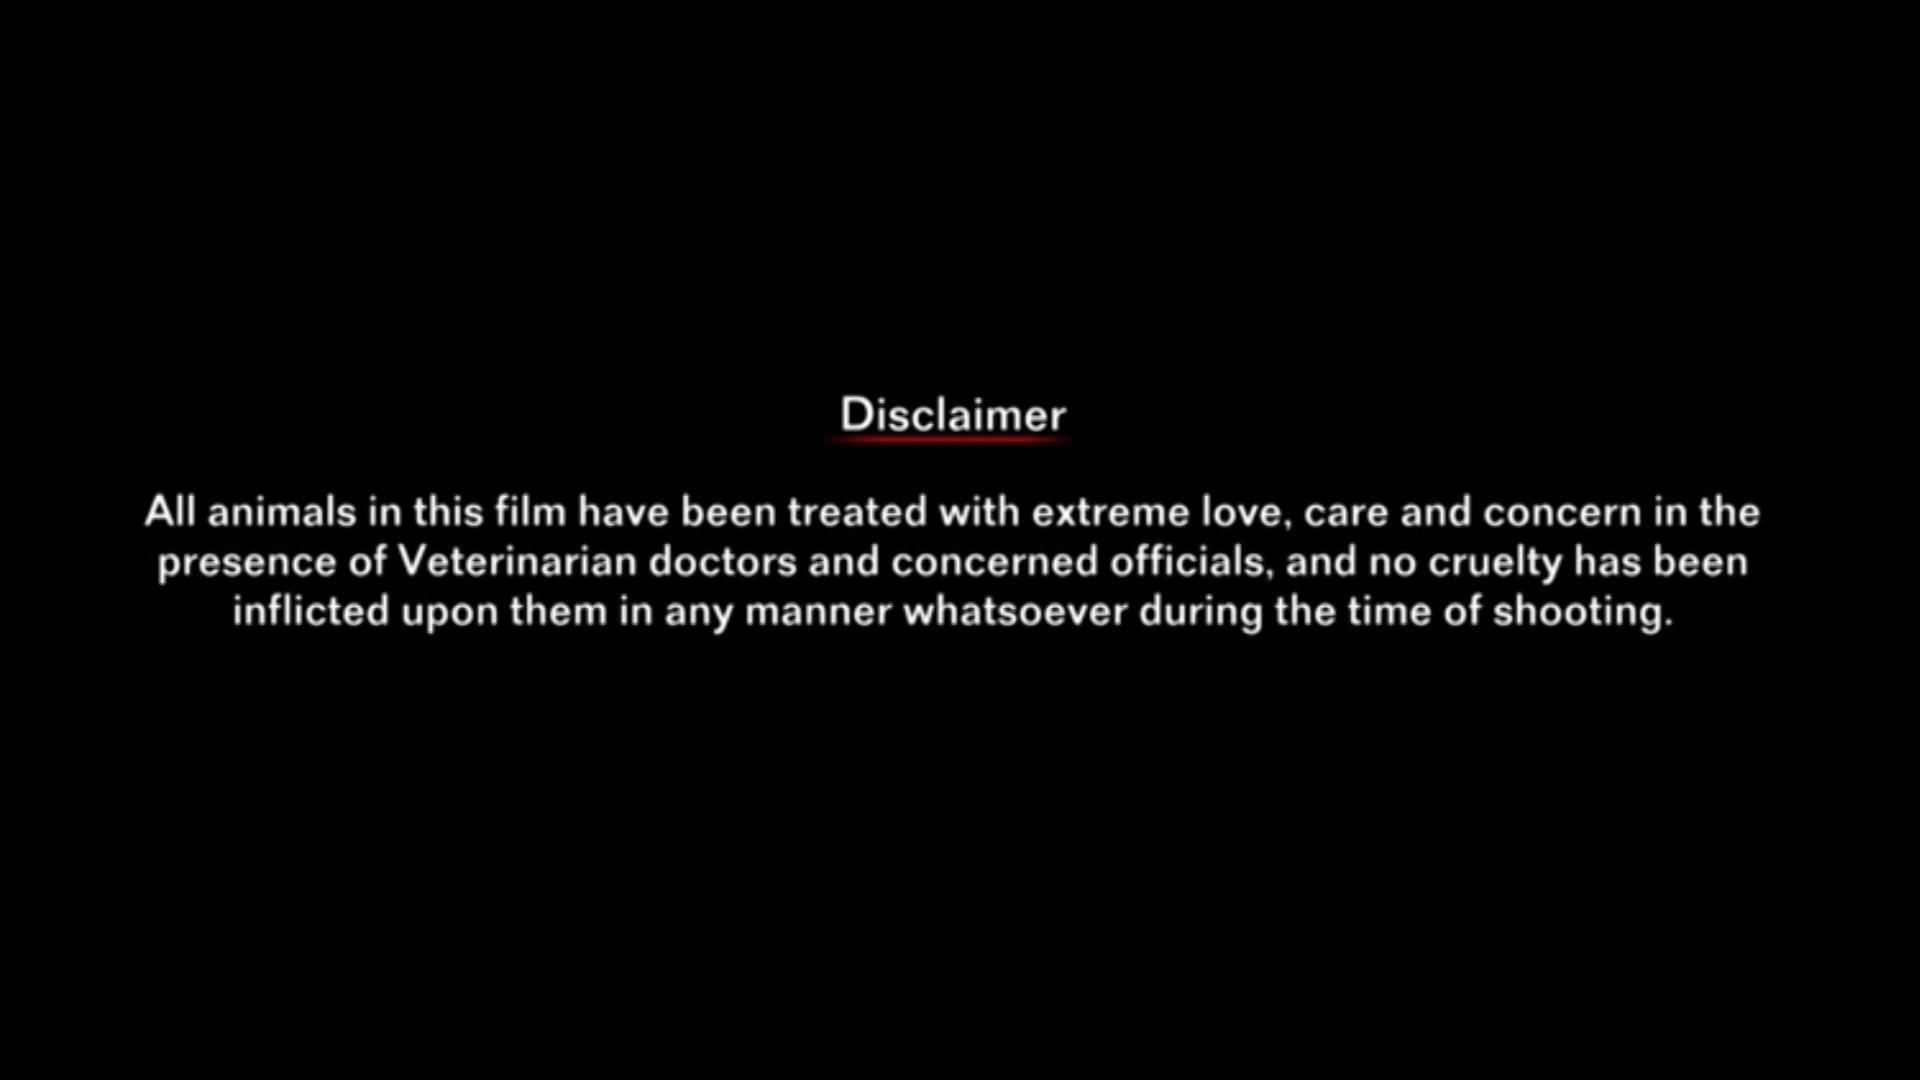 Disclaimer
All animals in this film have been treated with extreme love, care and concern in the
presence of Veterinarian doctors and concerned officials, and no cruelty has been
inflicted upon them in any manner whatsoever during the time of shooting.